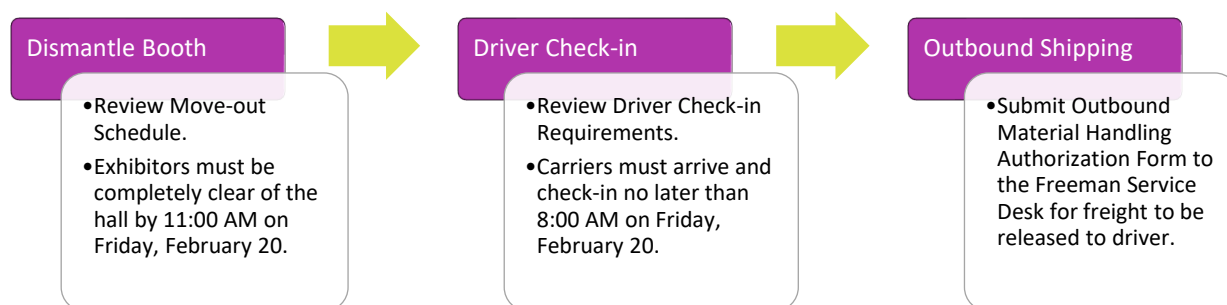 Dismantle Booth
•Review Move-out
Schedule.
•Exhibitors must be
completely clear of the
hall by 11:00 AM on
Friday, February 20.
Driver Check-in
•Review Driver Check-in
Requirements.
•Carriers must arrive and
check-in no later than
8:00 AM on Friday,
February 20.
Outbound Shipping
•Submit Outbound
Material Handling
Authorization Form to
the Freeman Service
Desk for freight to be
released to driver.